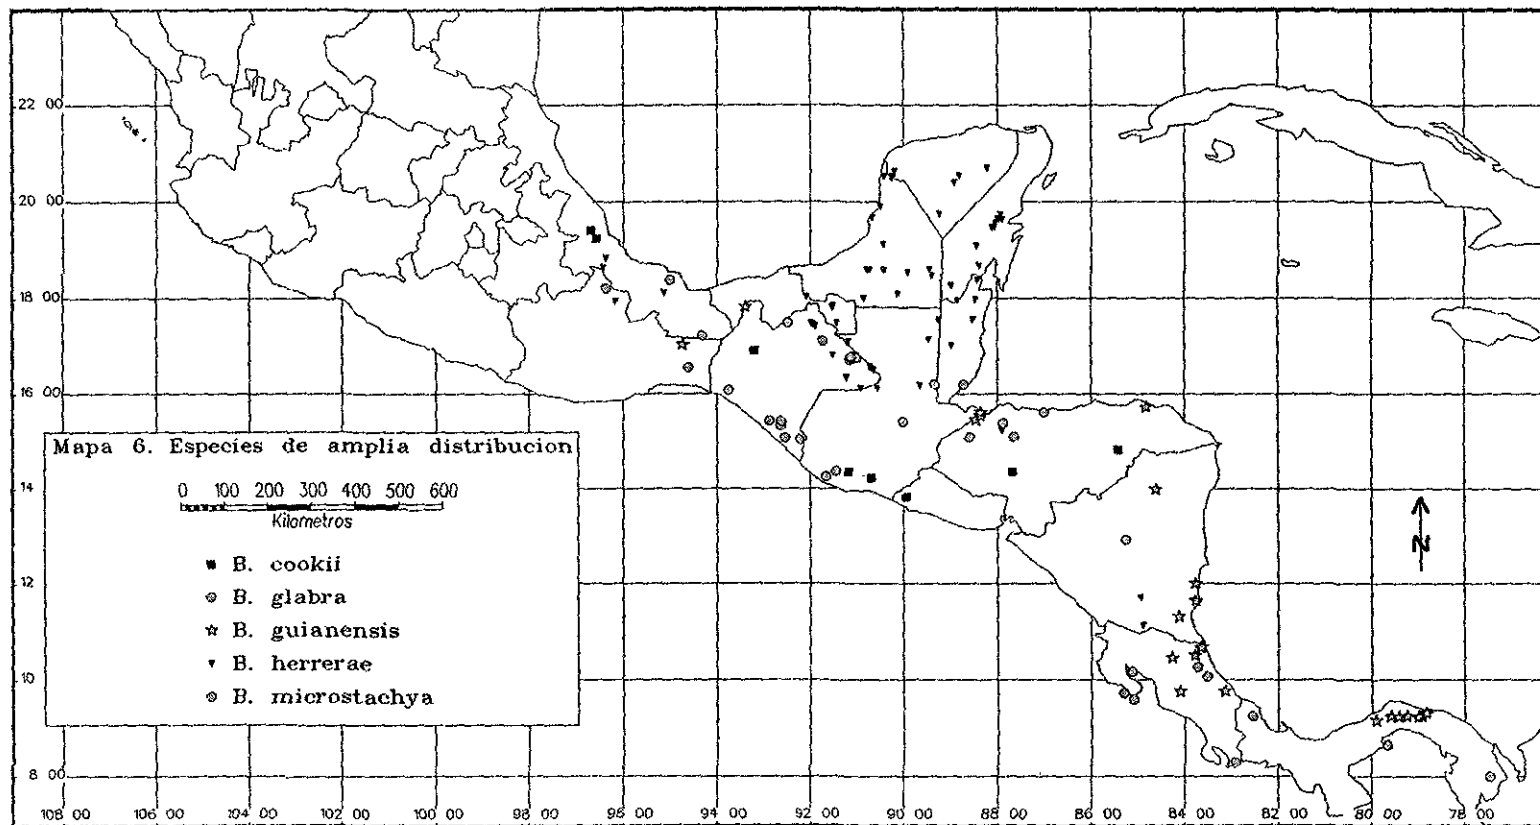 22 00
20 00
18 00
16 00
Mapa 6. Especies de amplia distribucion
0 100 200 300 400 500 600
Kilometros
14
B. cookii
B. glabra
B. guianensis
B. herrerae
B. microstachya
N
12
10
8 00
108 00 106 00 104 00 102 00 100 00 98 00 96 00 94 00 92 00 90 00 88 00 86 00 84 00 82 00 80 00 78 00